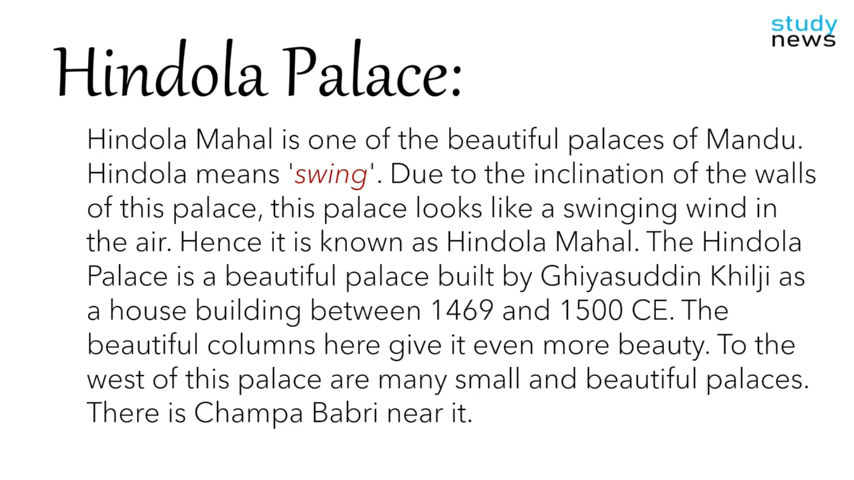 study
news
Hindola Palace:
Hindola Mahal is one of the beautiful palaces of Mandu.
Hindola means 'swing'. Due to the inclination of the walls
of this palace, this palace looks like a swinging wind in
the air. Hence it is known as Hindola Mahal. The Hindola
Palace is a beautiful palace built by Ghiyasuddin Khilji as
a house building between 1469 and 1500 CE. The
beautiful columns here give it even more beauty. To the
west of this palace are many small and beautiful palaces.
There is Champa Babri near it.